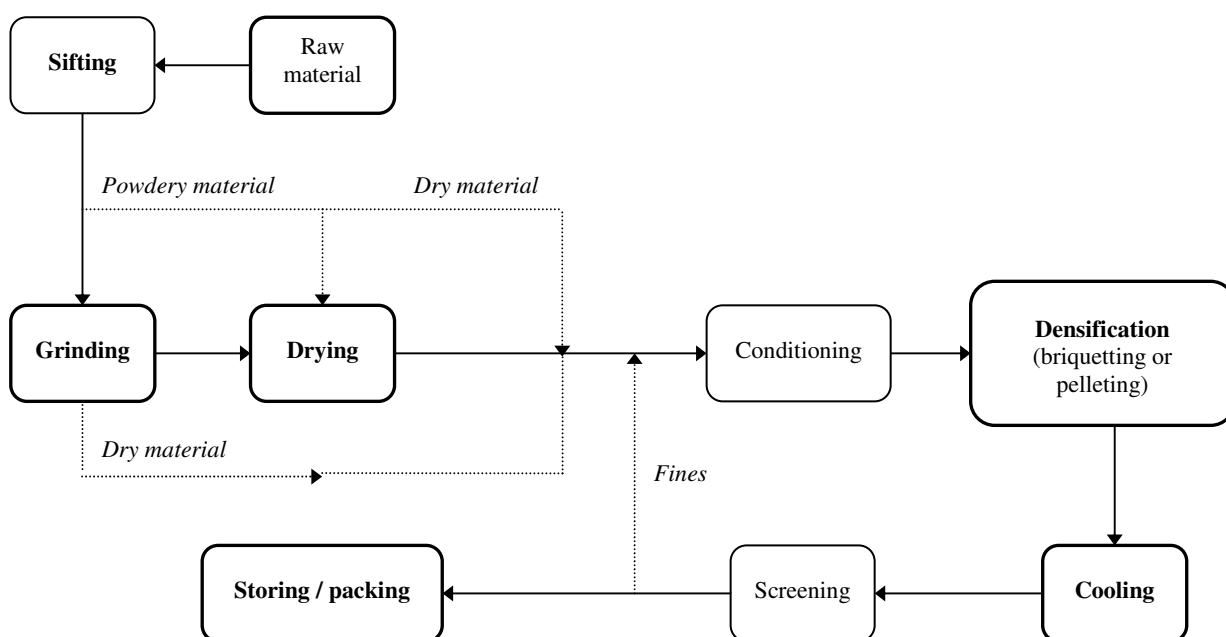 Sifting
Raw
material
Powdery material
Dry material
Grinding
Drying
Conditioning
Densification
(briquetting or
pelleting)
Dry material
Fines
Storing / packing
Screening
Cooling